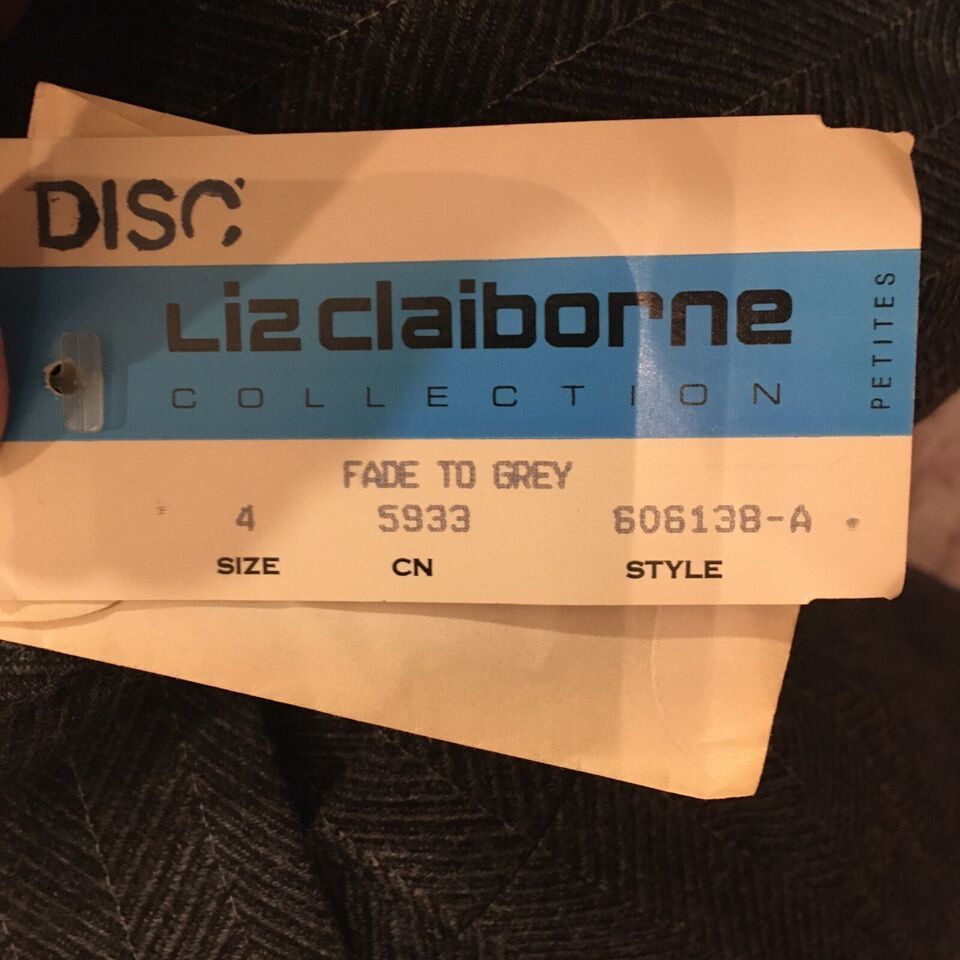 DISC
Liz claiborne
COLLECTION
PETITES
FADE TO GREY
4 5933 606138-A
SIZE CN STYLE